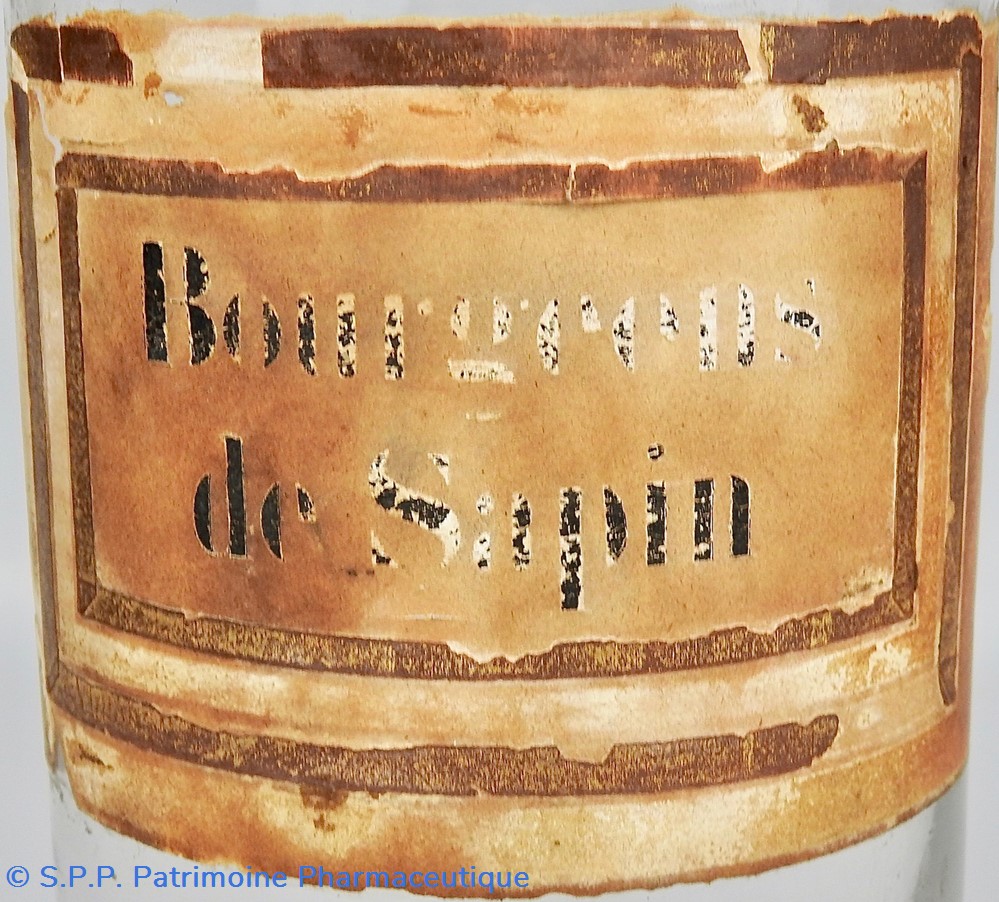 Bourgeons
de Sapin
© S.P.P. Patrimoine Pharmaceutique